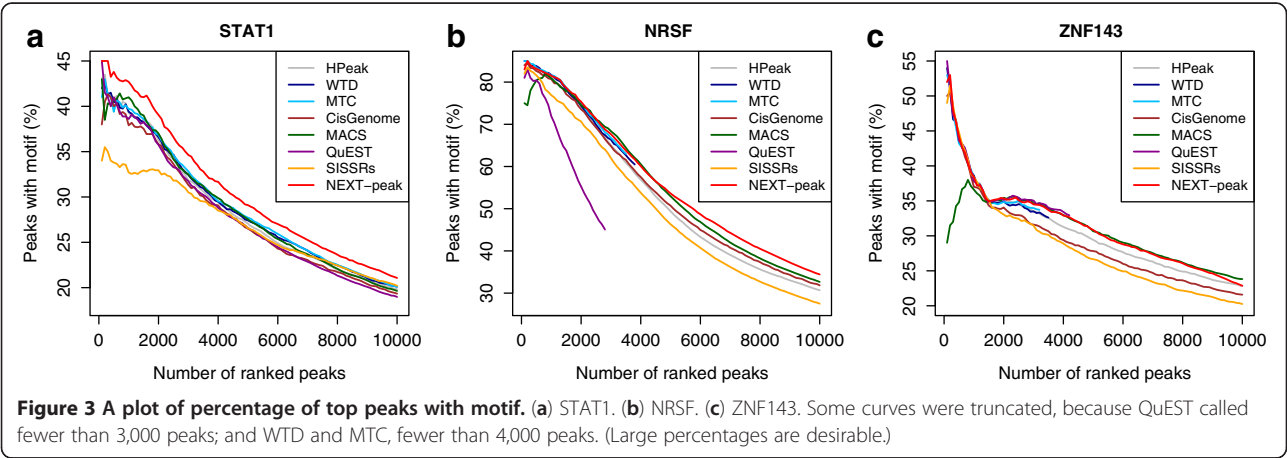 a
STAT1
Peaks with motif (%)
45
40
35
30
25
20
0 2000 4000 6000 8000 10000
Number of ranked peaks
HPeak
WTD
MTC
CisGenome
MACS
QuEST
SISSRs
NEXT-peak
b
NRSF
Peaks with motif (%)
80
70
60
50
40
30
0 2000 4000 6000 8000 10000
Number of ranked peaks
HPeak
WTD
MTC
CisGenome
MACS
QuEST
SISSRs
NEXT-peak
c
ZNF143
Peaks with motif (%)
55
50
45
40
35
30
25
20
0 2000 4000 6000 8000 10000
Number of ranked peaks
HPeak
WTD
MTC
CisGenome
MACS
QuEST
SISSRs
NEXT-peak
Figure 3 A plot of percentage of top peaks with motif. (a) STAT1. (b) NRSF. (c) ZNF143. Some curves were truncated, because QuEST called
fewer than 3,000 peaks; and WTD and MTC, fewer than 4,000 peaks. (Large percentages are desirable.)